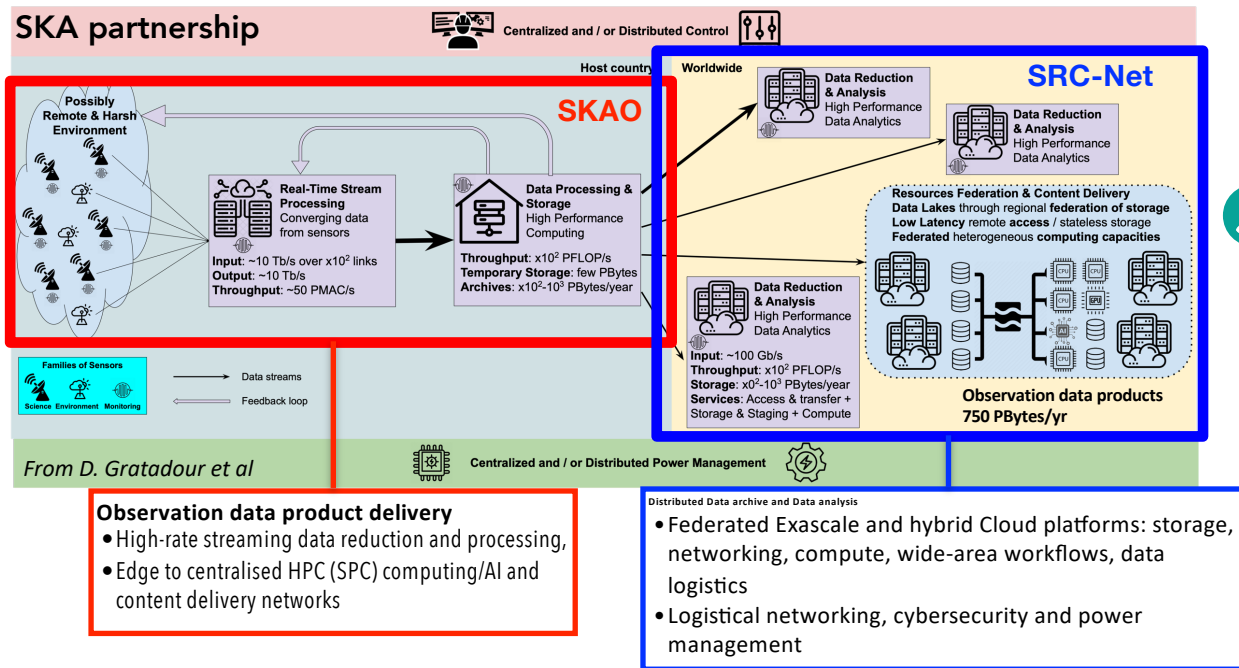 SKA partnership
Centralized and / or Distributed Control
Host country
Worldwide
SKAO
SRC-Net
Possibly
Remote & Harsh
Environment
Real-Time Stream
Processing
Converging data
from sensors
Input: ~10 Tb/s over x10² links
Output: ~10 Tb/s
Throughput: ~50 PMAC/s
Data Processing &
Storage
High Performance
Computing
Throughput: x10² PFLOP/s
Temporary Storage: few PBytes
Archives: x10²-10³ PBytes/year
Data Reduction
& Analysis
High Performance
Data Analytics
Data Reduction
& Analysis
High Performance
Data Analytics
Resources Federation & Content Delivery
Data Lakes through regional federation of storage
Low Latency remote access / stateless storage
Federated heterogeneous computing capacities
CPU
CPU
CPU
GPU
AI
CPU
CPU
Data Reduction
& Analysis
High Performance
Data Analytics
Input: ~100 Gb/s
Throughput: x10² PFLOP/s
Storage: x0²-10³ PBytes/year
Services: Access & transfer +
Storage & Staging + Compute
Observation data products
750 PBytes/yr
Families of Sensors
Science Environment Monitoring
Data streams
Feedback loop
From D. Gratadour et al
Centralized and / or Distributed Power Management
Observation data product delivery
•High-rate streaming data reduction and processing,
•Edge to centralised HPC (SPC) computing/AI and
content delivery networks
Distributed Data archive and Data analysis
•Federated Exascale and hybrid Cloud platforms: storage,
networking, compute, wide-area workflows, data
logistics
•Logistical networking, cybersecurity and power
management